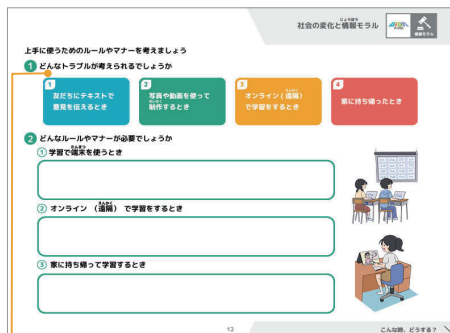 社会の変化と情報モラル
情報モラル
上手に使うためのルールやマナーを考えましょう
1 どんなトラブルが考えられるでしょうか
1
友だちにテキストで
意見を伝えるとき
2
写真や動画を使って
制作するとき
3
オンライン(遠隔)
で学習をするとき
4
家に持ち帰ったとき
2 どんなルールやマナーが必要でしょうか
① 学習で端末を使うとき
② オンライン (遠隔) で学習をするとき
③ 家に持ち帰って学習するとき
12
こんな時、どうする?